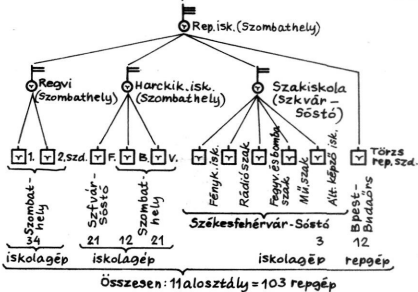 Rep.isk.(Szombathely)
Regvi
(Szombathely)
Harckik.isk.
(Szombathely)
Szakiskola
(Szkvár-
Sóstó)
1. 2.szd. F. B. V.
Törzs
rep.szd.
Szombat-
hely
Szfvár-
Sóstó
Szombat-
hely
Fényk.isk.
Rádió szak
Fegyv. és bomba
szak
Mű.szak
Ált. képző isk.
Bpest-
Budaörs
Székesfehérvár-Sóstó
34 21 12 21 3 12
iskolagép iskolagép iskolagép repgép
Összesen: 11 alosztály = 103 repgép